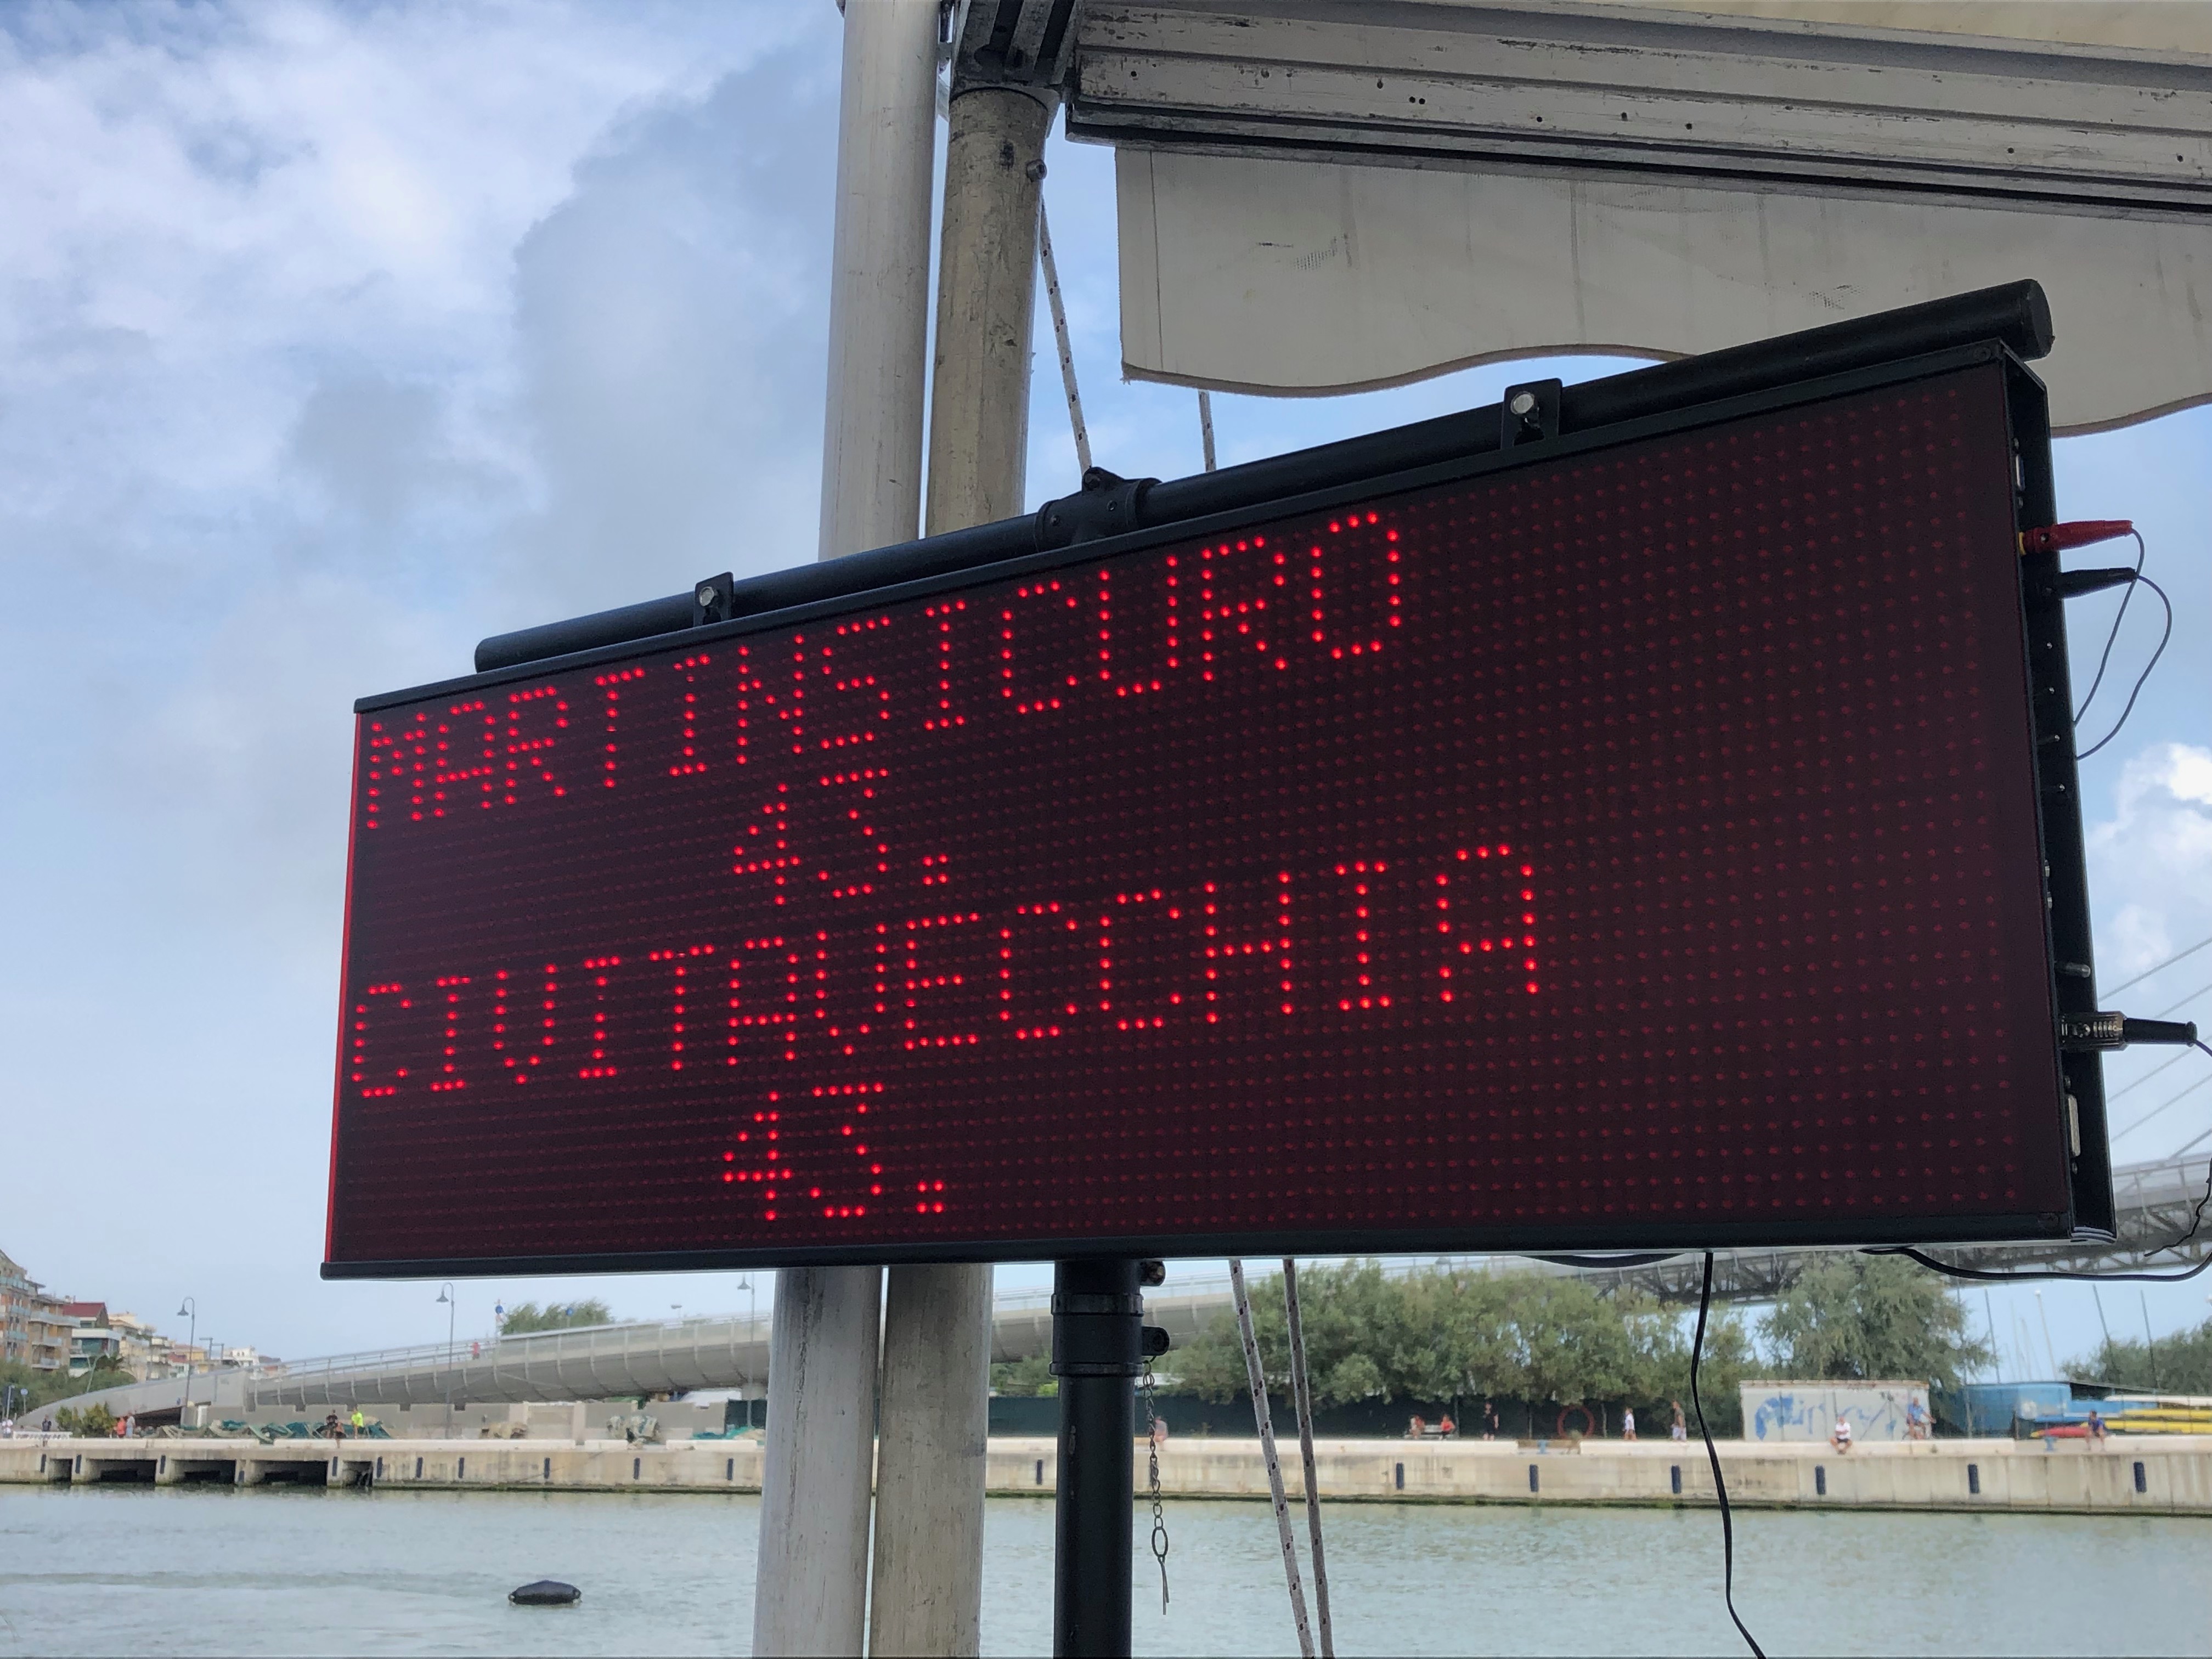 MARTINSICURO
43.
CIVITAVECCHIA
43.